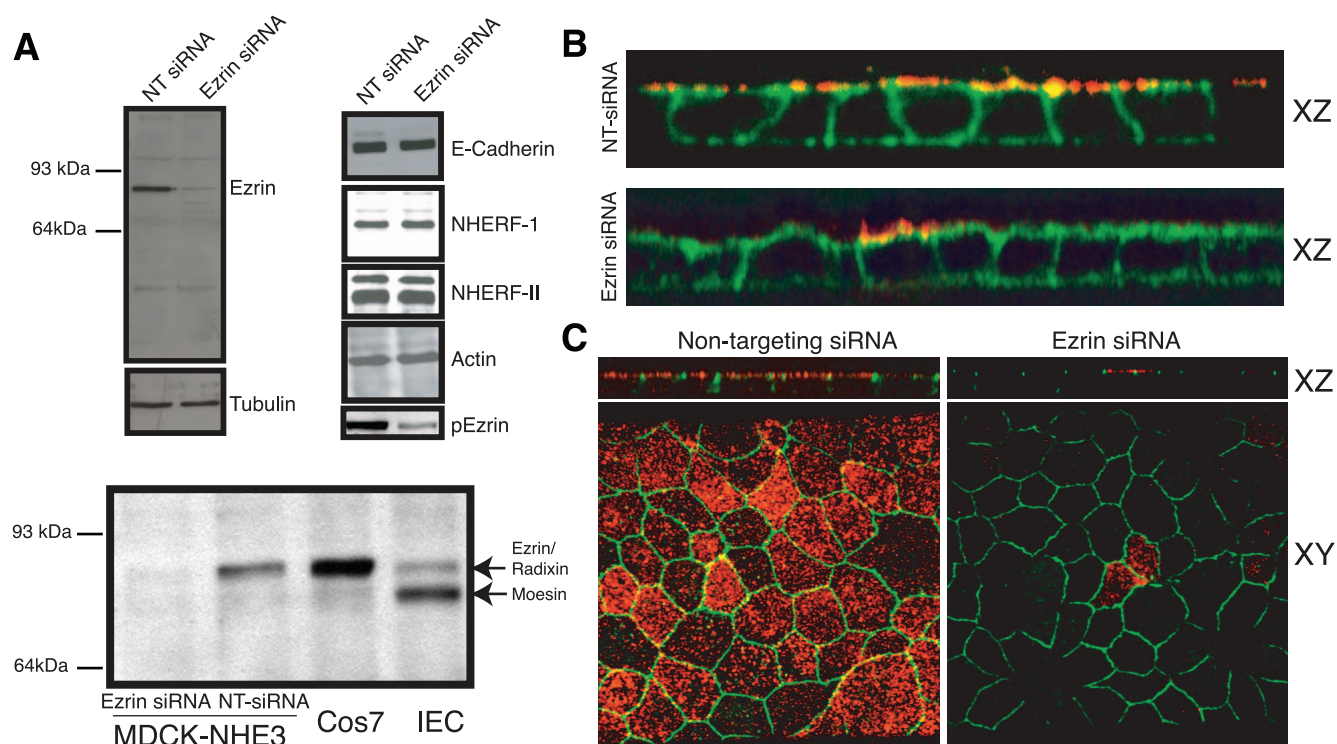 A
NT siRNA
Ezrin siRNA
93 kDa
64kDa
Ezrin
Tubulin
NT siRNA
Ezrin siRNA
E-Cadherin
NHERF-1
NHERF-II
Actin
pEzrin
93 kDa
64kDa
Ezrin/
Radixin
Moesin
Ezrin siRNA NT-siRNA
MDCK-NHE3
Cos7
IEC
B
NT-siRNA
XZ
Ezrin siRNA
XZ
C
Non-targeting siRNA
Ezrin siRNA
XZ
XY